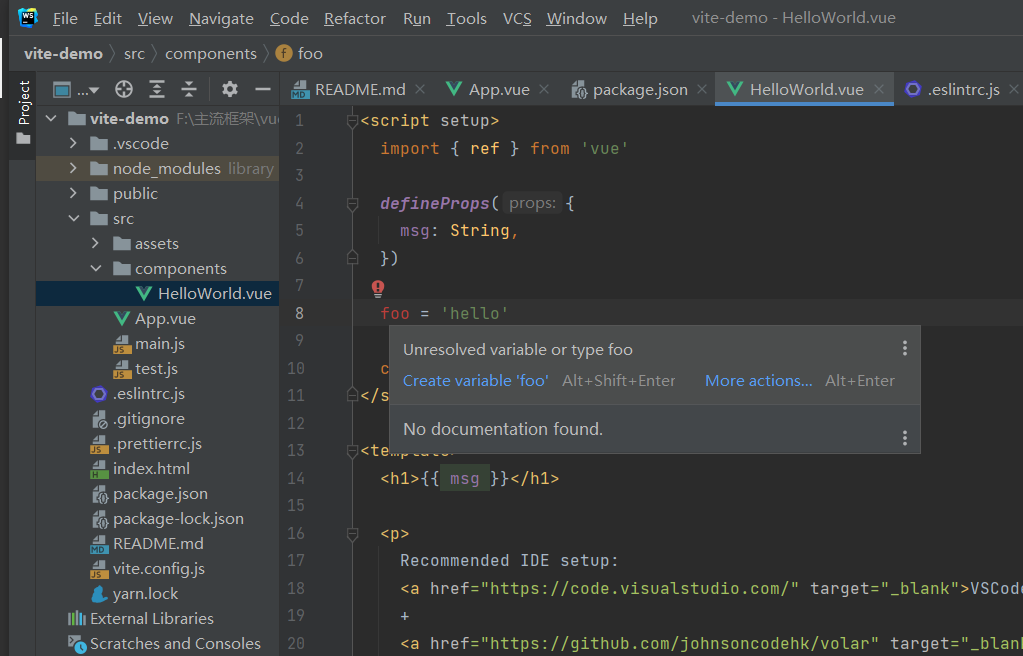 WS File Edit View Navigate Code Refactor Run Tools VCS Window Help vite-demo - HelloWorld.vue
vite-demo src components f foo
Project
... README.md App.vue package.json HelloWorld.vue .eslintrc.js
vite-demo F:\主流框架\vue
.vscode
node_modules library
public
src
assets
components
HelloWorld.vue
App.vue
main.js
test.js
.eslintrc.js
.gitignore
.prettierrc.js
index.html
package.json
package-lock.json
README.md
vite.config.js
yarn.lock
External Libraries
Scratches and Consoles
1 <script setup>
2 import { ref } from 'vue'
3
4 defineProps( props: {
5 msg: String,
6 })
7
8 foo = 'hello'
9
Unresolved variable or type foo
Create variable 'foo' Alt+Shift+Enter More actions... Alt+Enter
No documentation found.
10 c
11 </s
12
13 <template>
14 <h1>{{ msg }}</h1>
15
16 <p>
17 Recommended IDE setup:
18 <a href="https://code.visualstudio.com/" target="_blank">VSCode
19 +
20 <a href="https://github.com/johnsoncodehk/volar" target="_blan